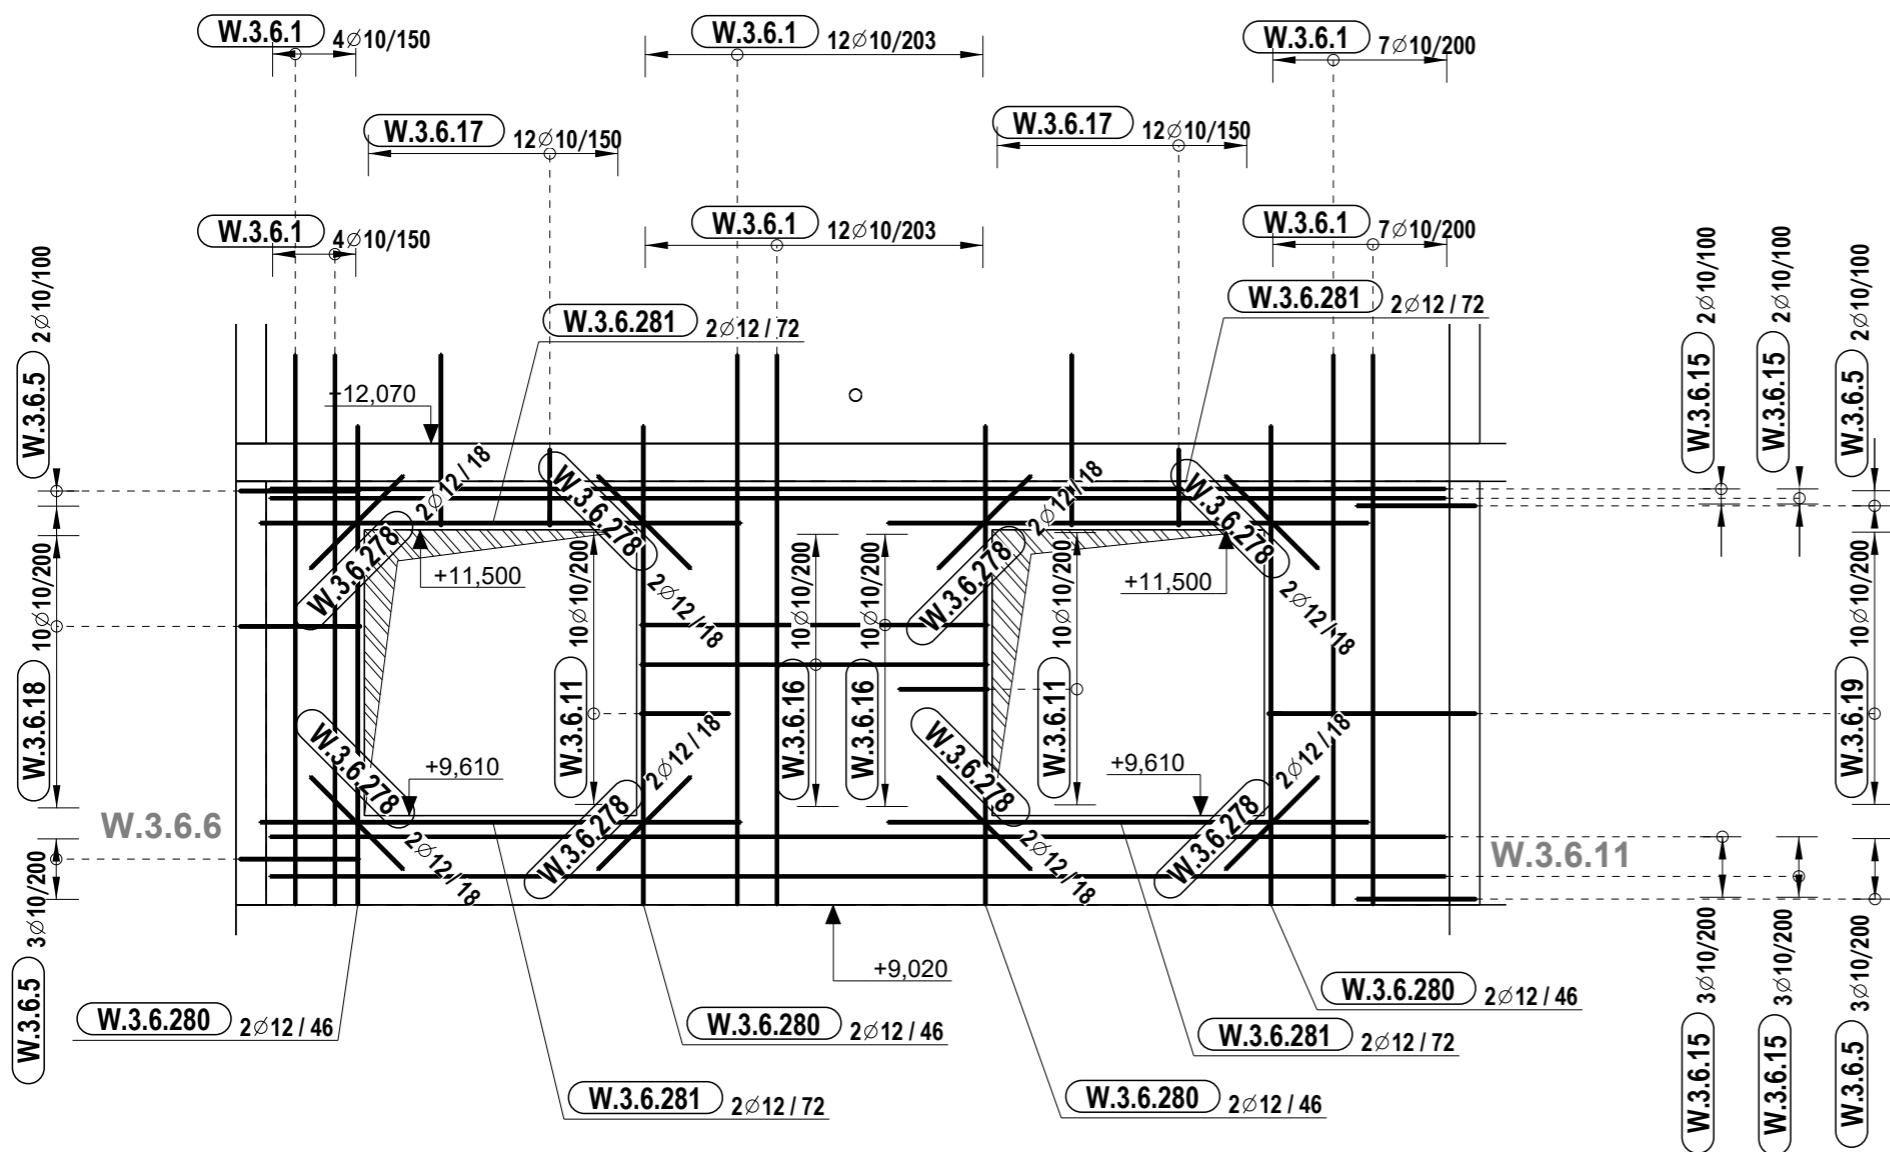 W.3.6.1 4∅10/150
W.3.6.1 12∅10/203
W.3.6.1 7∅10/200
W.3.6.17 12∅10/150
W.3.6.17 12∅10/150
W.3.6.1 4∅10/150
W.3.6.1 12∅10/203
W.3.6.1 7∅10/200
W.3.6.281 2∅12 / 72
W.3.6.281 2∅12 / 72
W.3.6.5 2∅10/100
W.3.6.15 2∅10/100
W.3.6.15 2∅10/100
W.3.6.5 2∅10/100
+12,070
W.3.6.278 2∅12 / 18
W.3.6.278 2∅12 / 18
W.3.6.278 2∅12 / 18
W.3.6.278 2∅12 / 18
+11,500
+11,500
W.3.6.18 10∅10/200
W.3.6.11 10∅10/200
W.3.6.16 10∅10/200
W.3.6.16 10∅10/200
W.3.6.11 10∅10/200
W.3.6.19 10∅10/200
+9,610
+9,610
W.3.6.278 2∅12 / 18
W.3.6.278 2∅12 / 18
W.3.6.278 2∅12 / 18
W.3.6.278 2∅12 / 18
W.3.6.6
W.3.6.11
W.3.6.5 3∅10/200
+9,020
W.3.6.15 3∅10/200
W.3.6.15 3∅10/200
W.3.6.5 3∅10/200
W.3.6.280 2∅12 / 46
W.3.6.280 2∅12 / 46
W.3.6.280 2∅12 / 46
W.3.6.281 2∅12 / 72
W.3.6.281 2∅12 / 72
W.3.6.280 2∅12 / 46